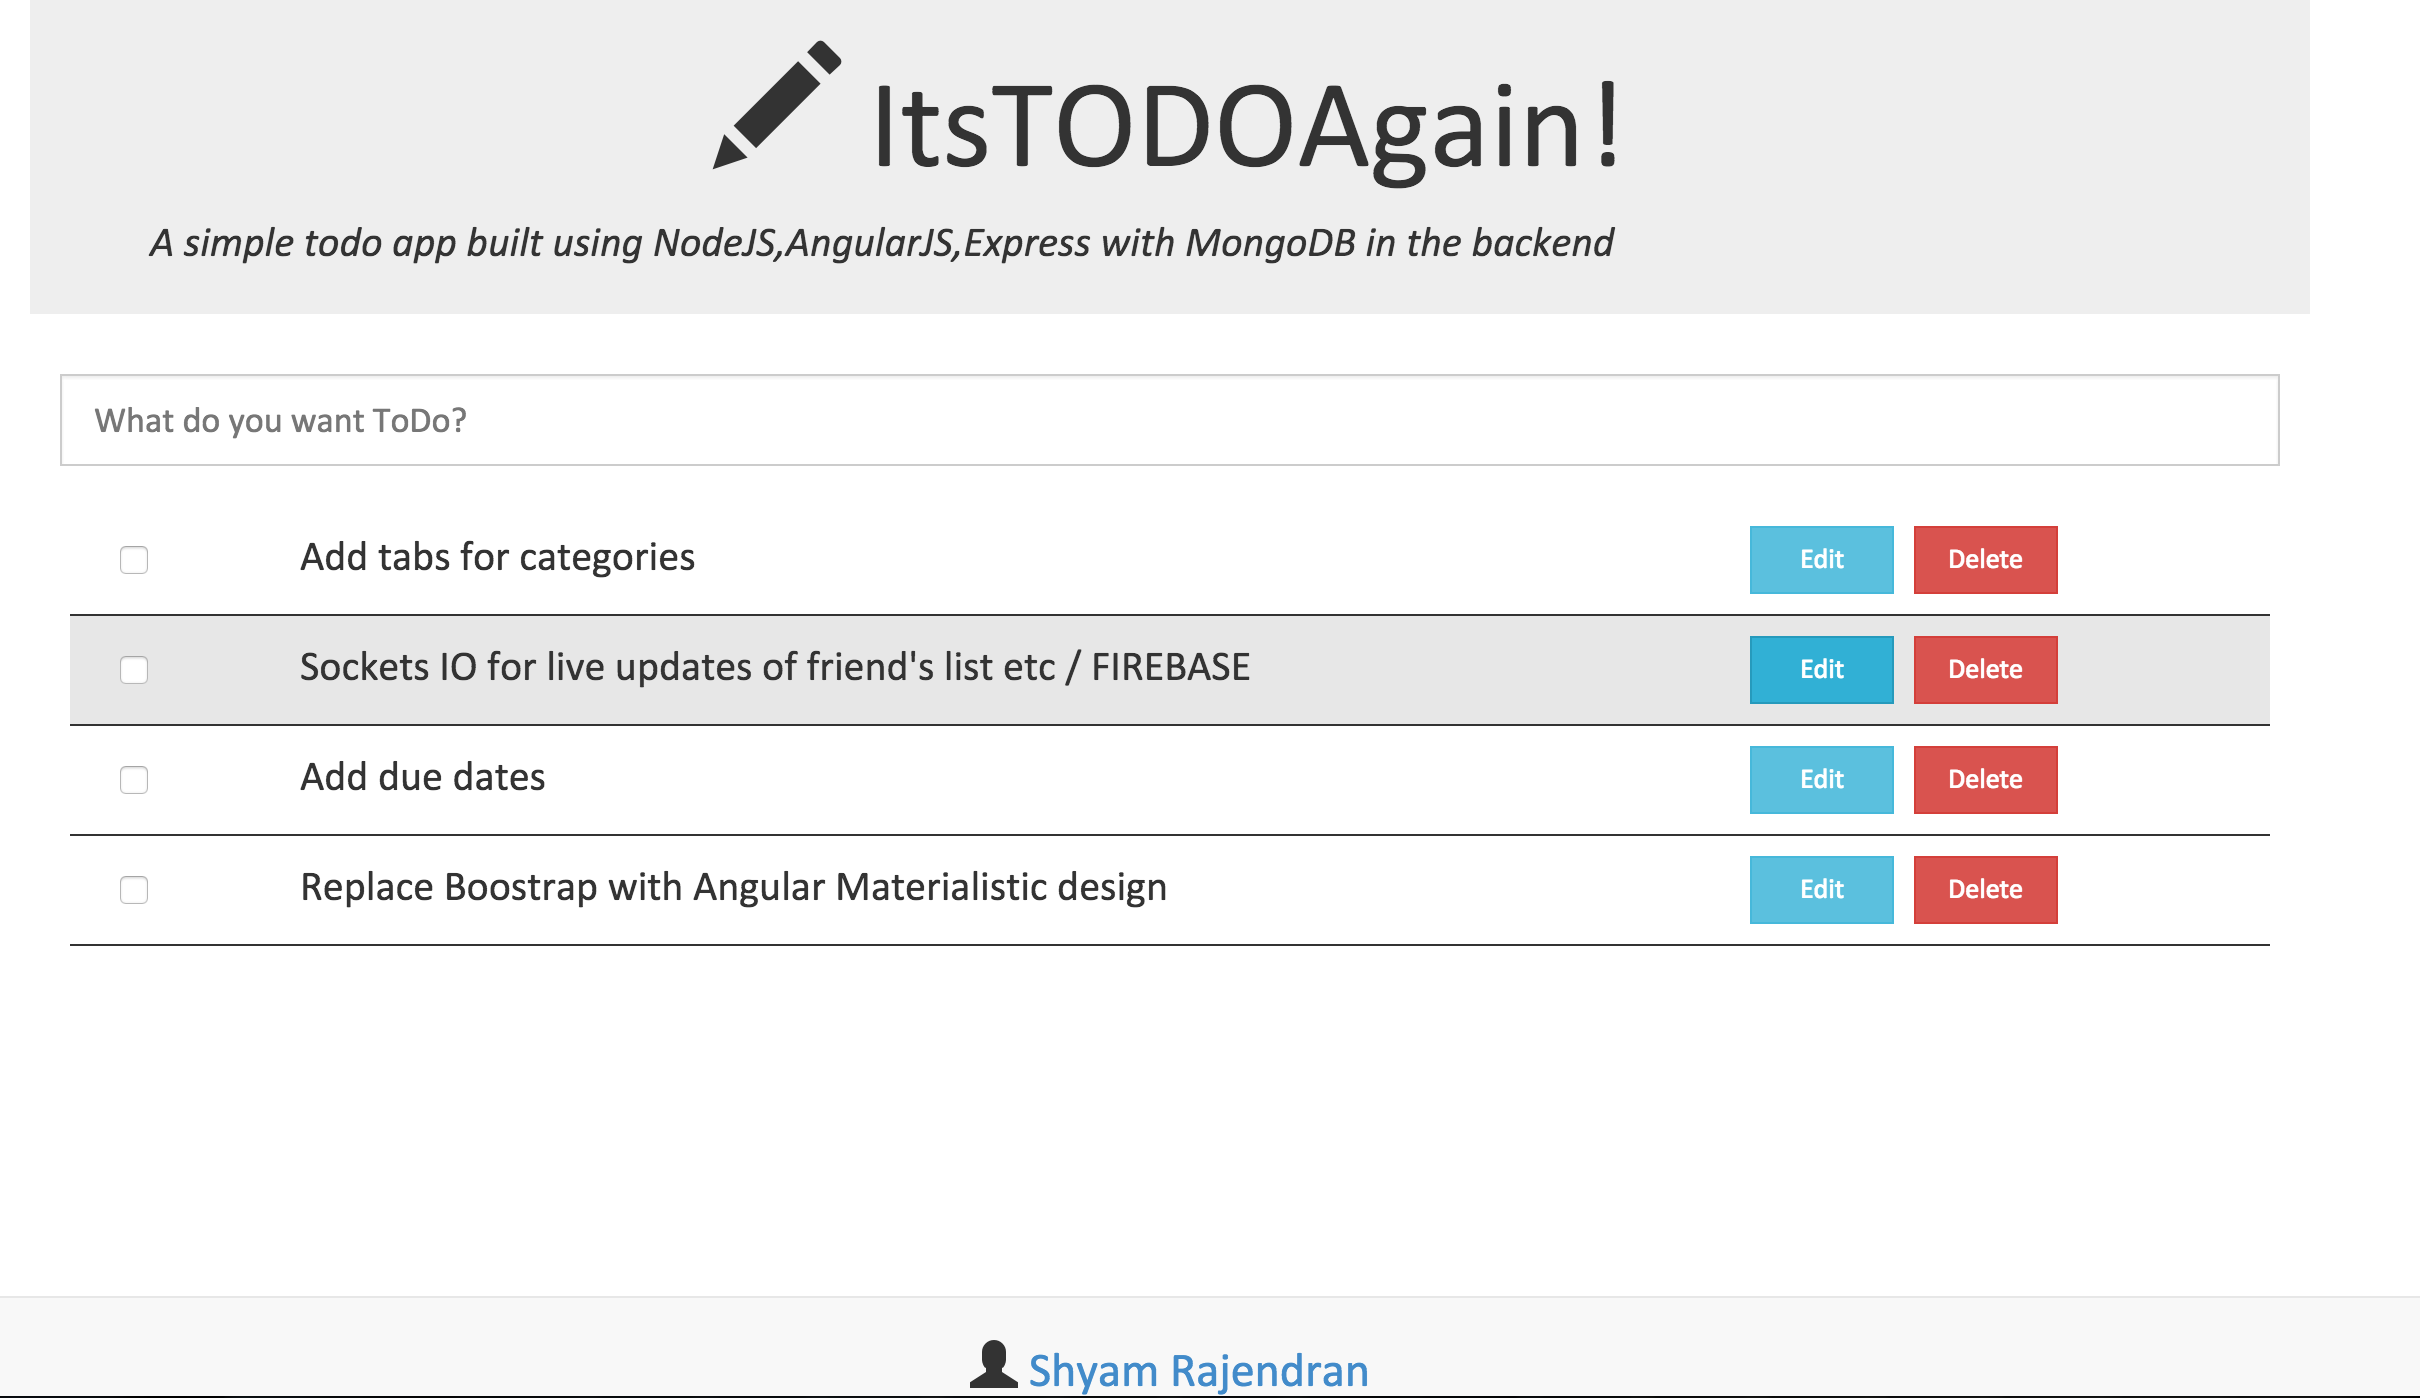 ItsTODOAgain!
A simple todo app built using NodeJS,AngularJS,Express with MongoDB in the backend
What do you want ToDo?
Add tabs for categories Edit Delete
Sockets IO for live updates of friend's list etc / FIREBASE Edit Delete
Add due dates Edit Delete
Replace Boostrap with Angular Materialistic design Edit Delete
Shyam Rajendran